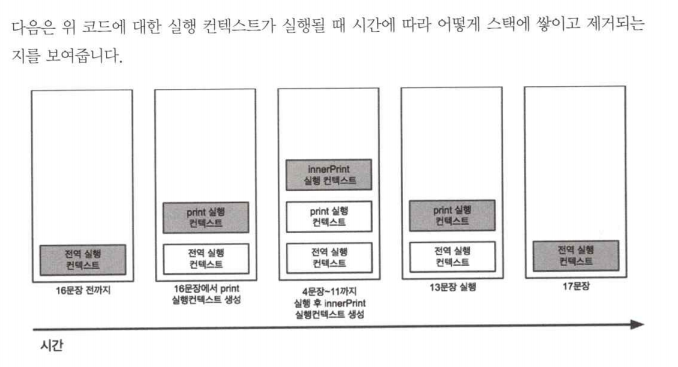 다음은 위 코드에 대한 실행 컨텍스트가 실행될 때 시간에 따라 어떻게 스택에 쌓이고 제거되는
지를 보여줍니다.
전역 실행
컨텍스트
16문장 전까지
print 실행
컨텍스트
전역 실행
컨텍스트
16문장에서 print
실행컨텍스트 생성
innerPrint
실행 컨텍스트
print 실행
컨텍스트
전역 실행
컨텍스트
4문장~11까지
실행 후 innerPrint
실행컨텍스트 생성
print 실행
컨텍스트
전역 실행
컨텍스트
13문장 실행
전역 실행
컨텍스트
17문장
시간